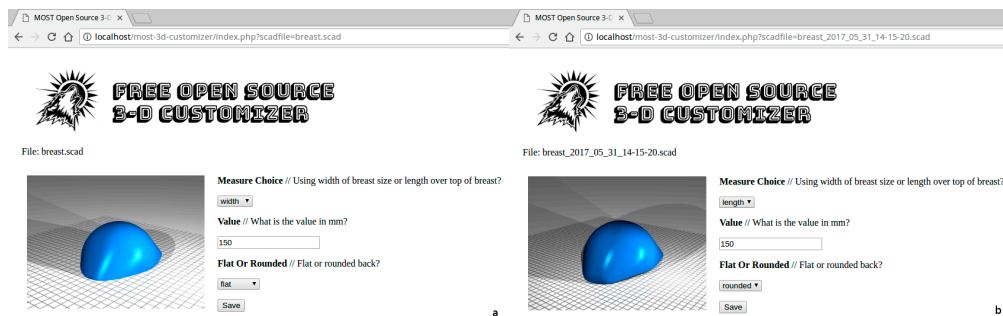 MOST Open Source 3-D
localhost/most-3d-customizer/index.php?scadfile=breast.scad
FREE OPEN SOURCE
3-D CUSTOMIZER
File: breast.scad
Measure Choice // Using width of breast size or length over top of breast?
width
Value // What is the value in mm?
150
Flat Or Rounded // Flat or rounded back?
flat
Save
a
MOST Open Source 3-D
localhost/most-3d-customizer/index.php?scadfile=breast_2017_05_31_14-15-20.scad
FREE OPEN SOURCE
3-D CUSTOMIZER
File: breast_2017_05_31_14-15-20.scad
Measure Choice // Using width of breast size or length over top of breast?
length
Value // What is the value in mm?
150
Flat Or Rounded // Flat or rounded back?
rounded
Save
b